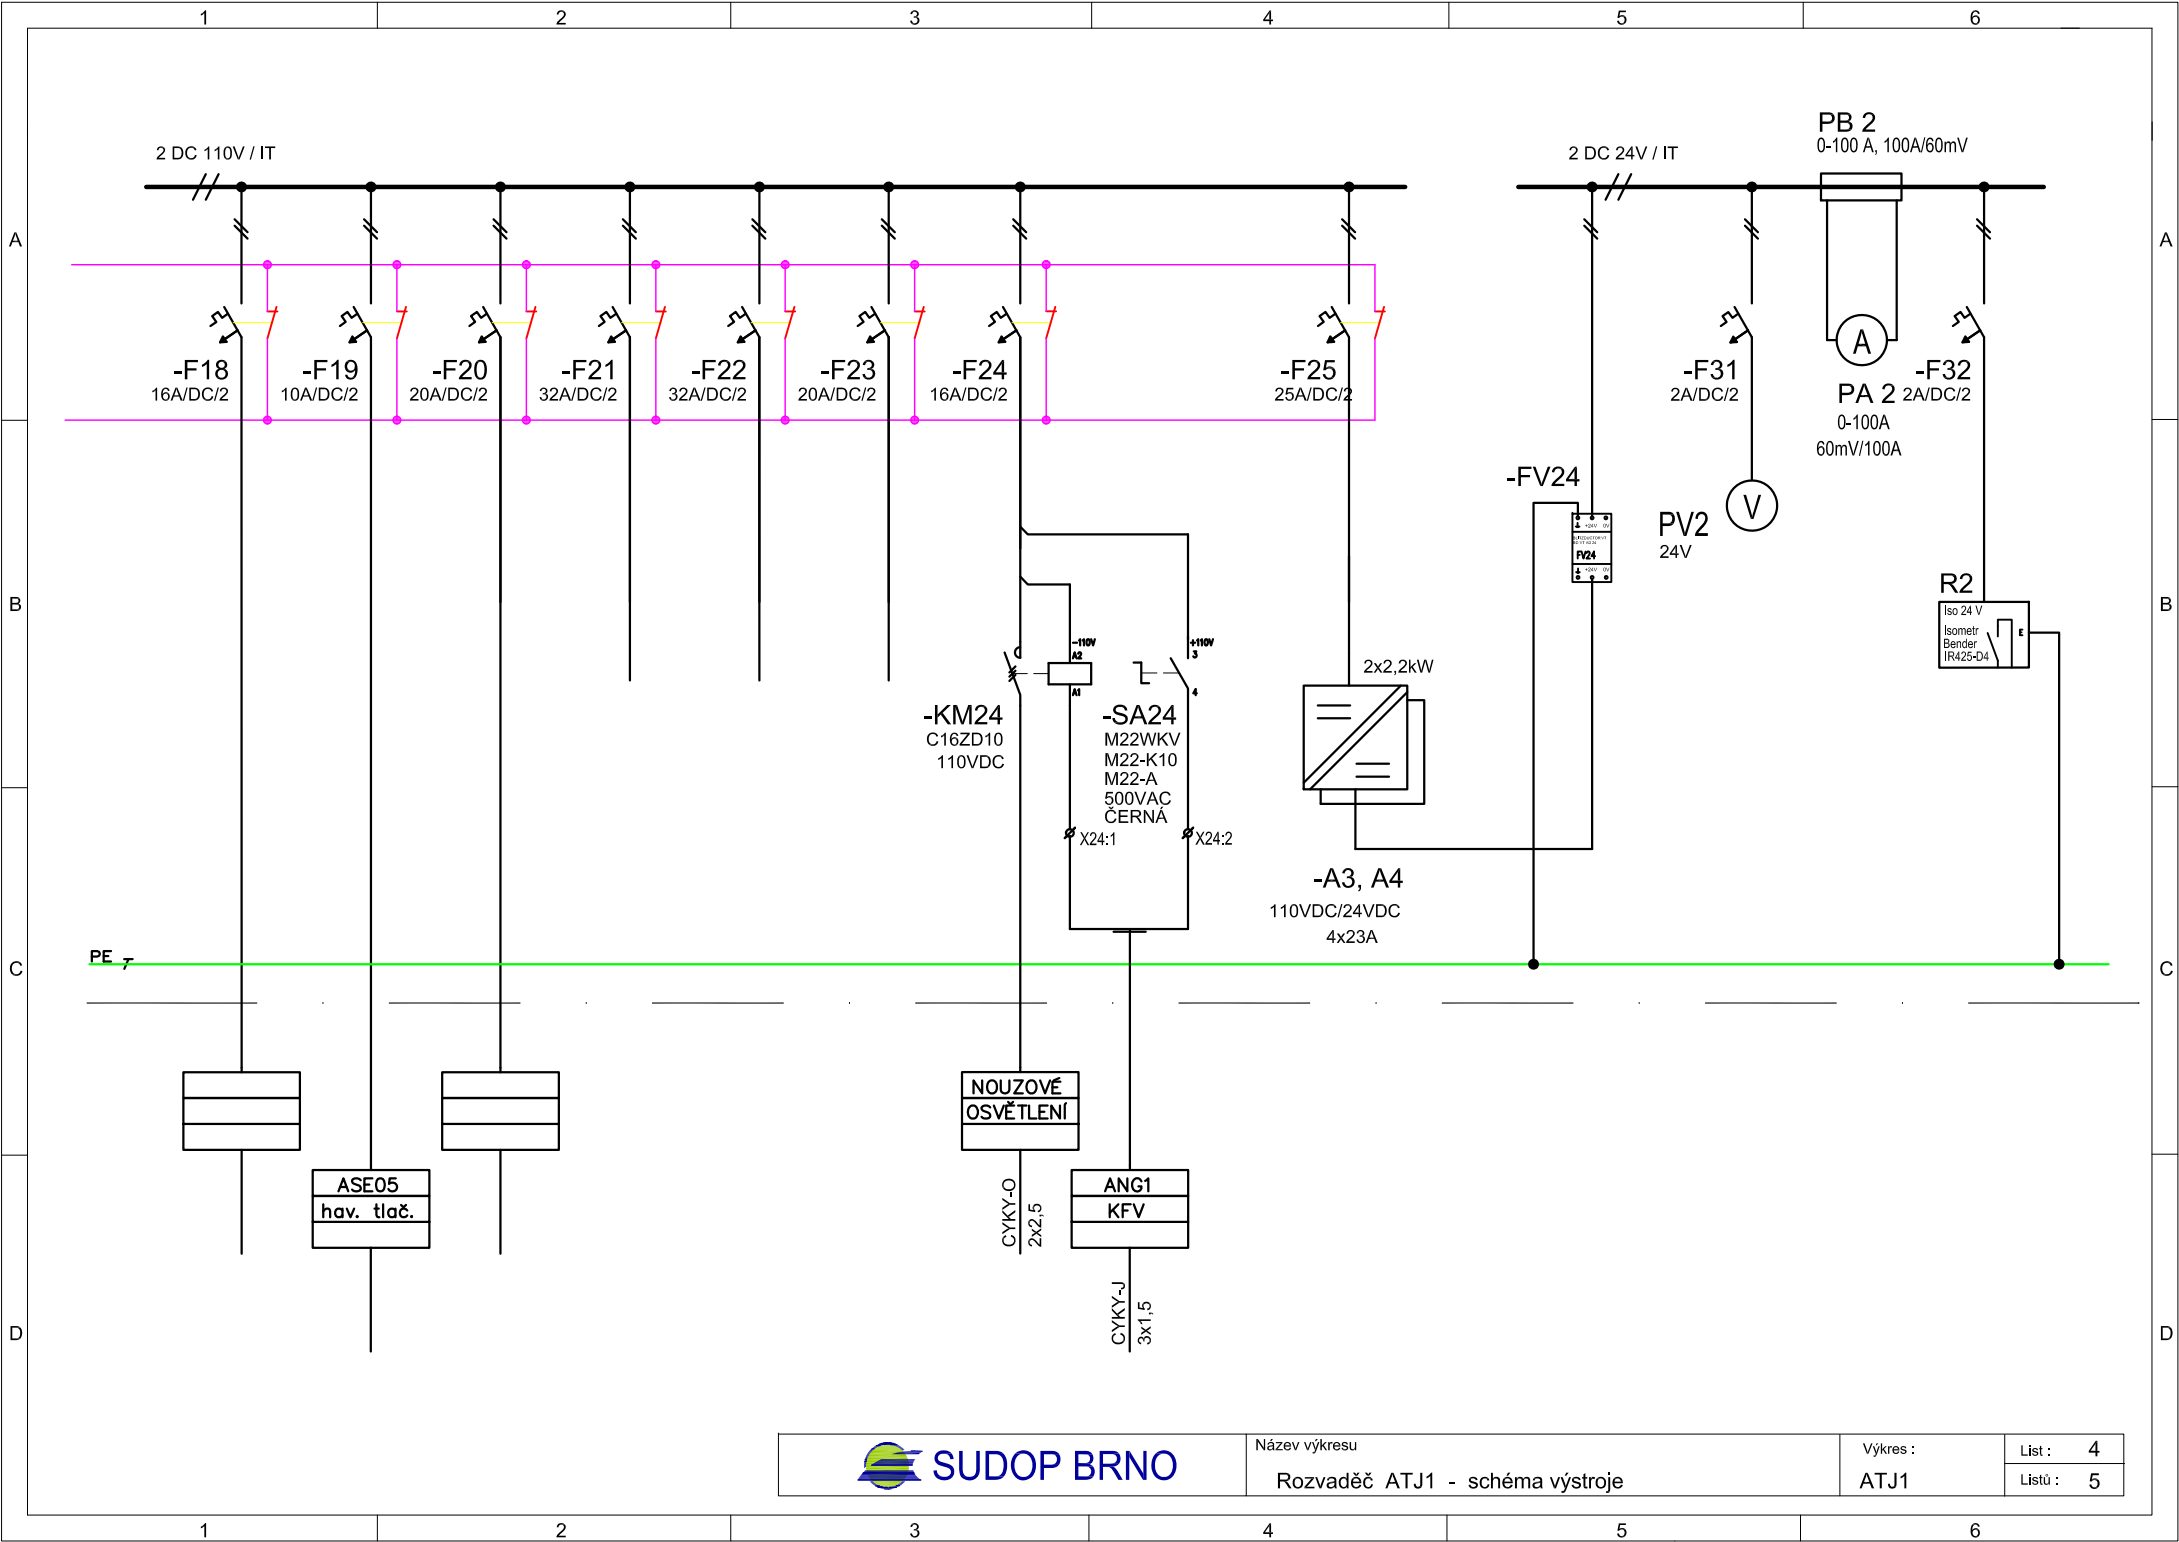 1 2 3 4 5 6
2 DC 110V / IT
2 DC 24V / IT
PB 2
0-100 A, 100A/60mV
A
A
-F18
16A/DC/2
-F19
10A/DC/2
-F20
20A/DC/2
-F21
32A/DC/2
-F22
32A/DC/2
-F23
20A/DC/2
-F24
16A/DC/2
-F25
25A/DC/2
-F31
2A/DC/2
A
PA 2
0-100A
60mV/100A
-F32
2A/DC/2
-FV24
+24V 0V
FV24
+24V 0V
PV2
24V
V
R2
Iso 24 V
Isometr
Bender
IR425-D4
E
B
B
-110V
A2
A1
+110V
3
4
-KM24
C16ZD10
110VDC
-SA24
M22WKV
M22-K10
M22-A
500VAC
ČERNÁ
X24:1
X24:2
2x2,2kW
-A3, A4
110VDC/24VDC
4x23A
PE
C
C
NOUZOVÉ
OSVĚTLENÍ
ASE05
hav. tlač.
ANG1
KFV
CYKY-O
2x2,5
CYKY-J
3x1,5
D
D
SUDOP BRNO
Název výkresu
Rozvaděč ATJ1 - schéma výstroje
Výkres :
ATJ1
List : 4
Listů : 5
1 2 3 4 5 6